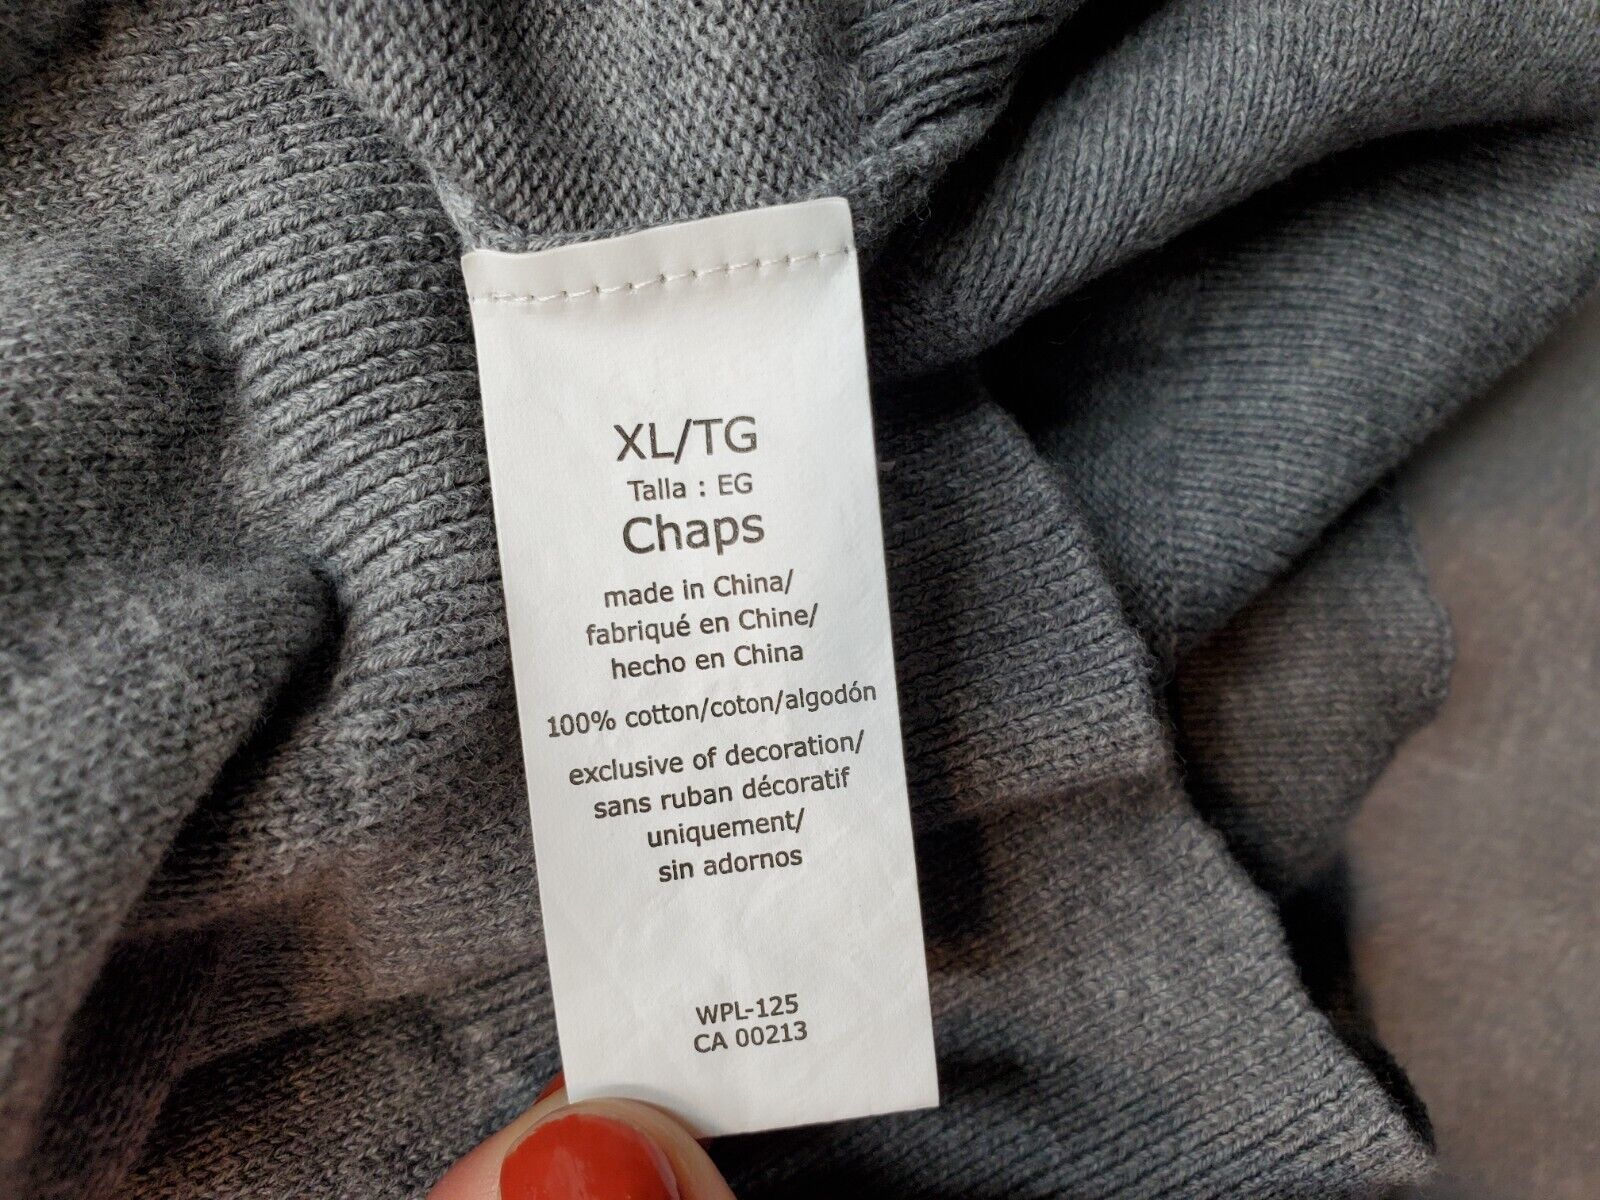 XL/TG
Talla : EG
Chaps
made in China/
fabriqué en Chine/
hecho en China
100% cotton/coton/algodón
exclusive of decoration/
sans ruban décoratif
uniquement/
sin adornos
WPL-125
CA 00213